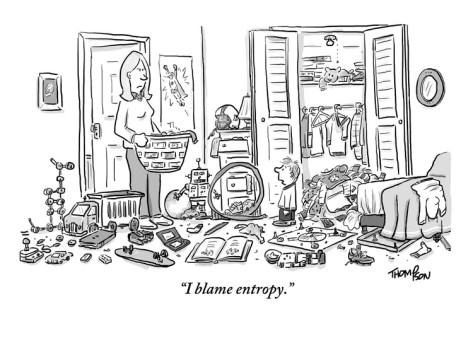 THOMPSON
“I blame entropy.”